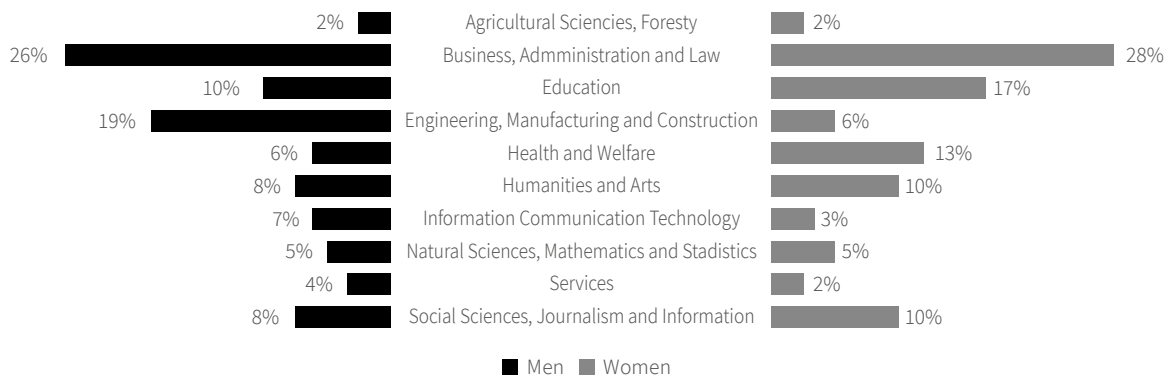 2% Agricultural Sciencies, Foresty 2%
26% Business, Admministration and Law 28%
10% Education 17%
19% Engineering, Manufacturing and Construction 6%
6% Health and Welfare 13%
8% Humanities and Arts 10%
7% Information Communication Technology 3%
5% Natural Sciences, Mathematics and Stadistics 5%
4% Services 2%
8% Social Sciences, Journalism and Information 10%
Men Women